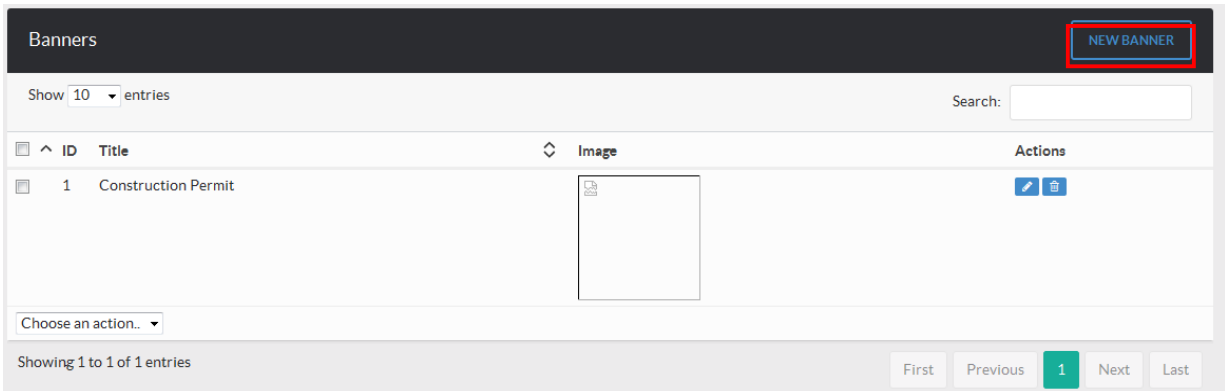 Banners NEW BANNER
Show 10 entries Search:
ID Title Image Actions
1 Construction Permit
Choose an action..
Showing 1 to 1 of 1 entries
First Previous 1 Next Last